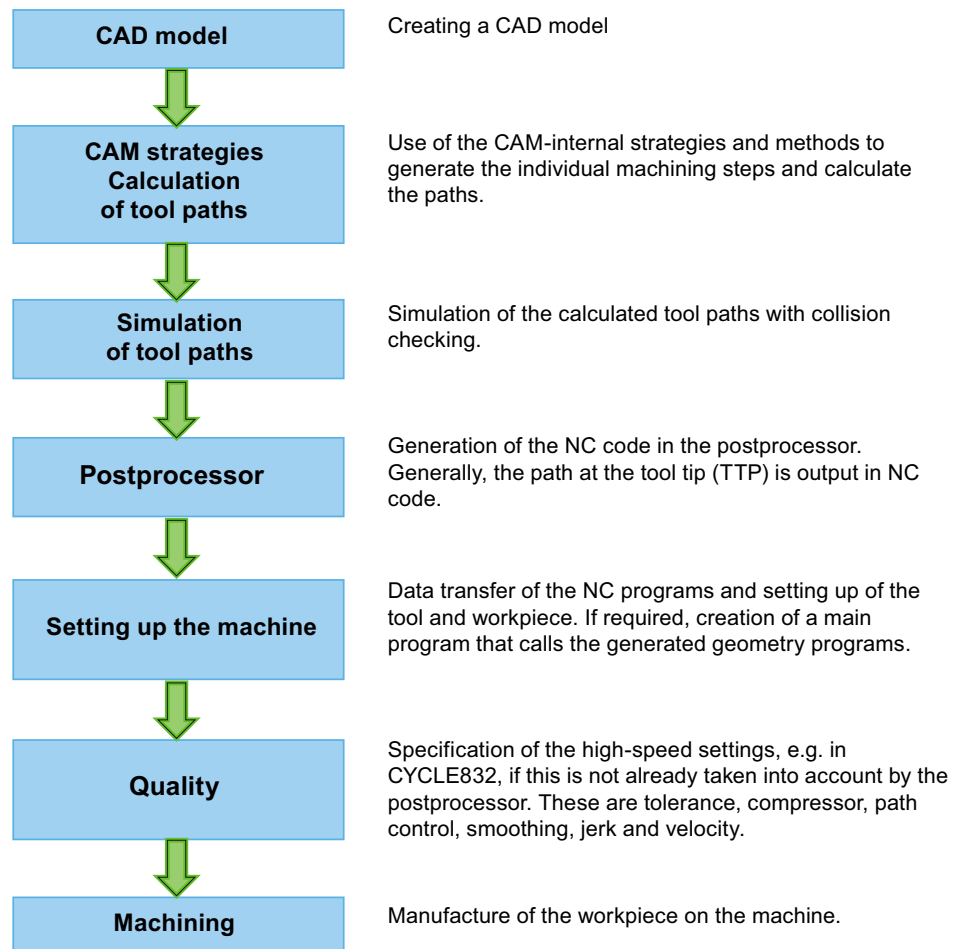 CAD model
Creating a CAD model
CAM strategies
Calculation
of tool paths
Use of the CAM-internal strategies and methods to
generate the individual machining steps and calculate
the paths.
Simulation
of tool paths
Simulation of the calculated tool paths with collision
checking.
Postprocessor
Generation of the NC code in the postprocessor.
Generally, the path at the tool tip (TTP) is output in NC
code.
Setting up the machine
Data transfer of the NC programs and setting up of the
tool and workpiece. If required, creation of a main
program that calls the generated geometry programs.
Quality
Specification of the high-speed settings, e.g. in
CYCLE832, if this is not already taken into account by the
postprocessor. These are tolerance, compressor, path
control, smoothing, jerk and velocity.
Machining
Manufacture of the workpiece on the machine.